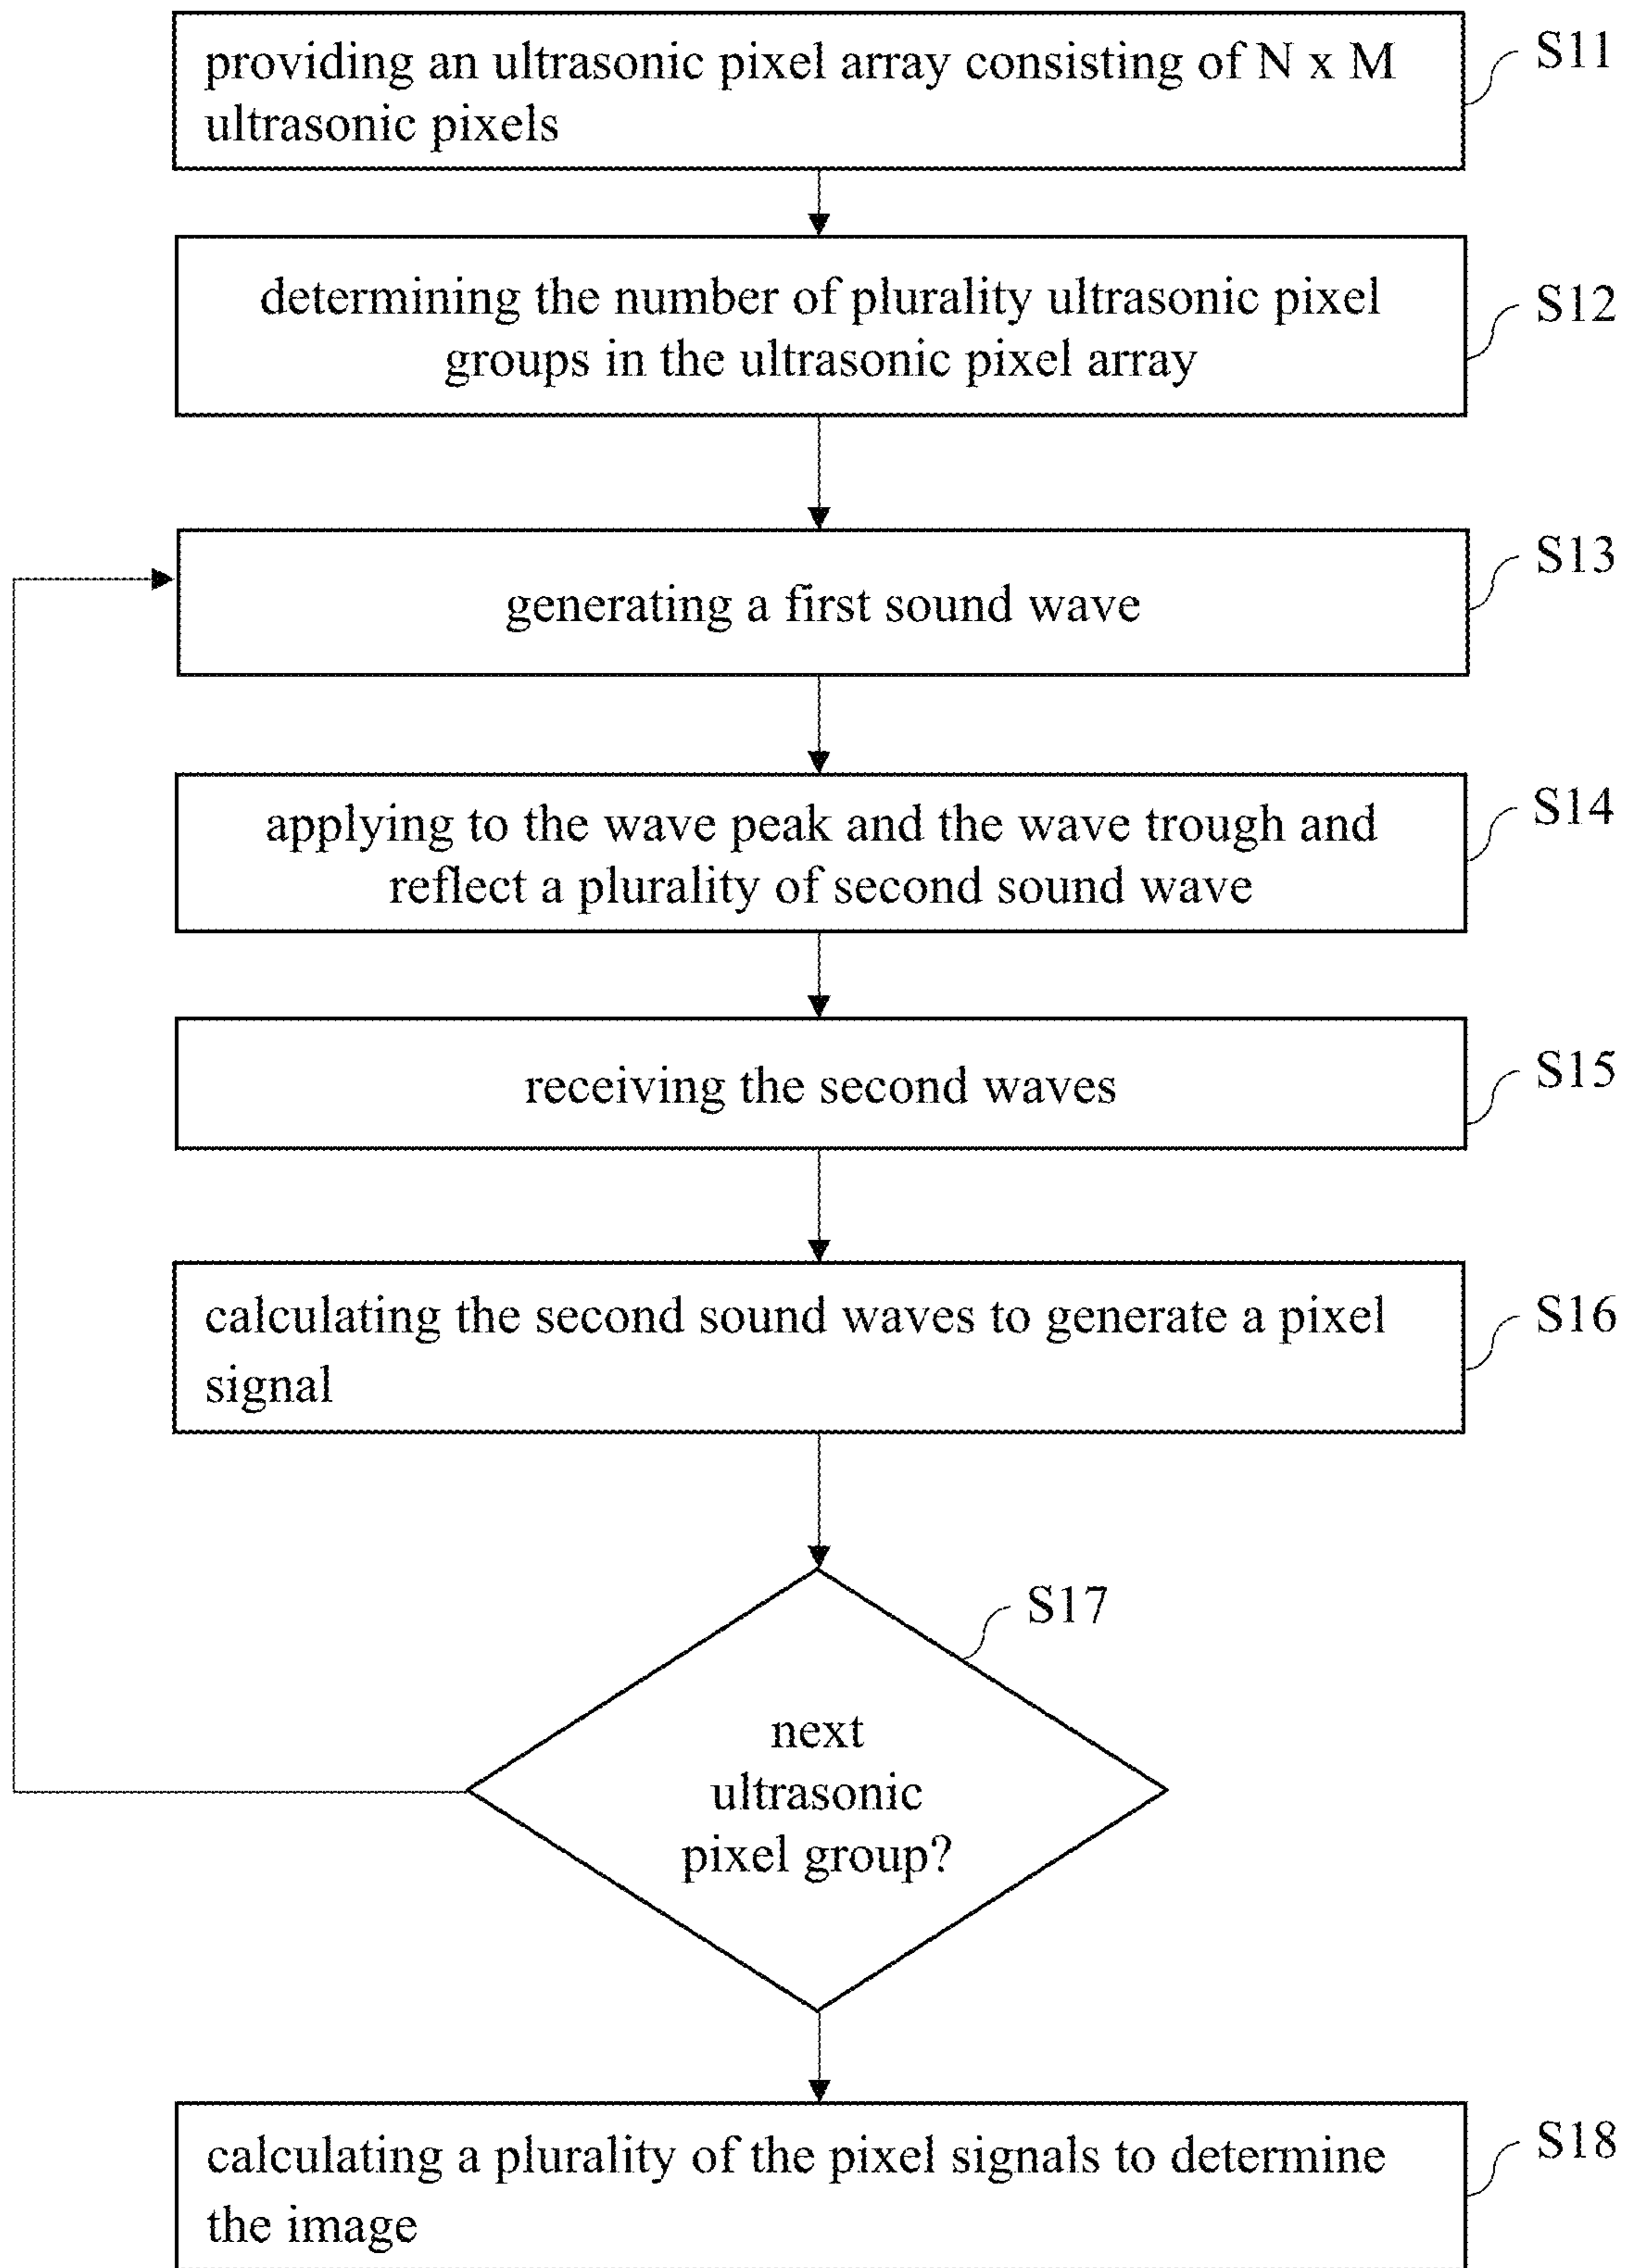 providing an ultrasonic pixel array consisting of N x M
ultrasonic pixels
S11
determining the number of plurality ultrasonic pixel
groups in the ultrasonic pixel array
S12
generating a first sound wave
S13
applying to the wave peak and the wave trough and
reflect a plurality of second sound wave
S14
receiving the second waves
S15
calculating the second sound waves to generate a pixel
signal
S16
S17
next
ultrasonic
pixel group?
calculating a plurality of the pixel signals to determine
the image
S18